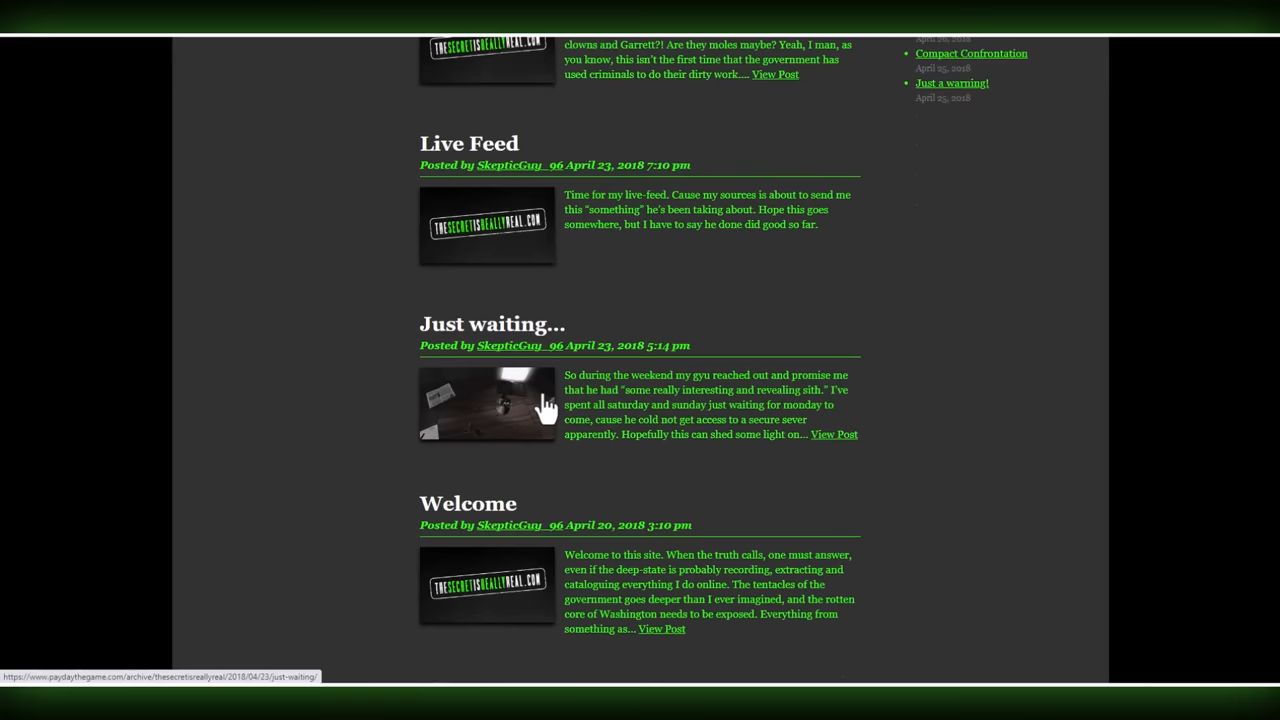 THESECRETISREALLYREAL.COM
clowns and Garrett?! Are they moles maybe? Yeah, I man, as
you know, this isn't the first time that the government has
used criminals to do their dirty work.... View Post
Live Feed
Posted by SkepticGuy_96 April 23, 2018 7:10 pm
THESECRETISREALLYREAL.COM
Time for my live-feed. Cause my sources is about to send me
this "something" he's been taking about. Hope this goes
somewhere, but I have to say he done did good so far.
Just waiting...
Posted by SkepticGuy_96 April 23, 2018 5:14 pm
So during the weekend my gyu reached out and promise me
that he had "some really interesting and revealing sith." I've
spent all saturday and sunday just waiting for monday to
come, cause he cold not get access to a secure sever
apparently. Hopefully this can shed some light on... View Post
Welcome
Posted by SkepticGuy_96 April 20, 2018 3:10 pm
THESECRETISREALLYREAL.COM
Welcome to this site. When the truth calls, one must answer,
even if the deep-state is probably recording, extracting and
cataloguing everything I do online. The tentacles of the
government goes deeper than I ever imagined, and the rotten
core of Washington needs to be exposed. Everything from
something as... View Post
Compact Confrontation
April 25, 2018
Just a warning!
April 25, 2018
https://www.paydaythegame.com/archive/thesecretisreallyreal/2018/04/23/just-waiting/